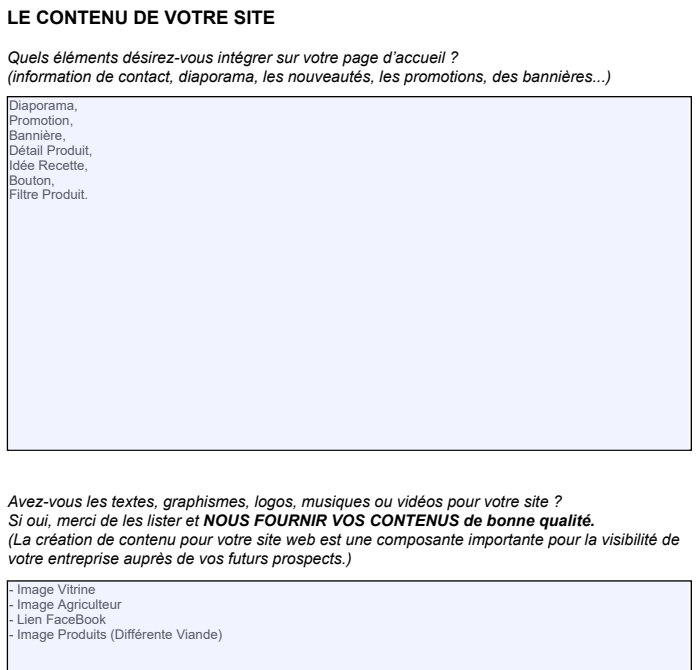 LE CONTENU DE VOTRE SITE
Quels éléments désirez-vous intégrer sur votre page d’accueil ?
(information de contact, diaporama, les nouveautés, les promotions, des bannières...)
Diaporama,
Promotion,
Bannière,
Détail Produit,
Idée Recette,
Bouton,
Filtre Produit.
Avez-vous les textes, graphismes, logos, musiques ou vidéos pour votre site ?
Si oui, merci de les lister et NOUS FOURNIR VOS CONTENUS de bonne qualité.
(La création de contenu pour votre site web est une composante importante pour la visibilité de
votre entreprise auprès de vos futurs prospects.)
- Image Vitrine
- Image Agriculteur
- Lien FaceBook
- Image Produits (Différente Viande)